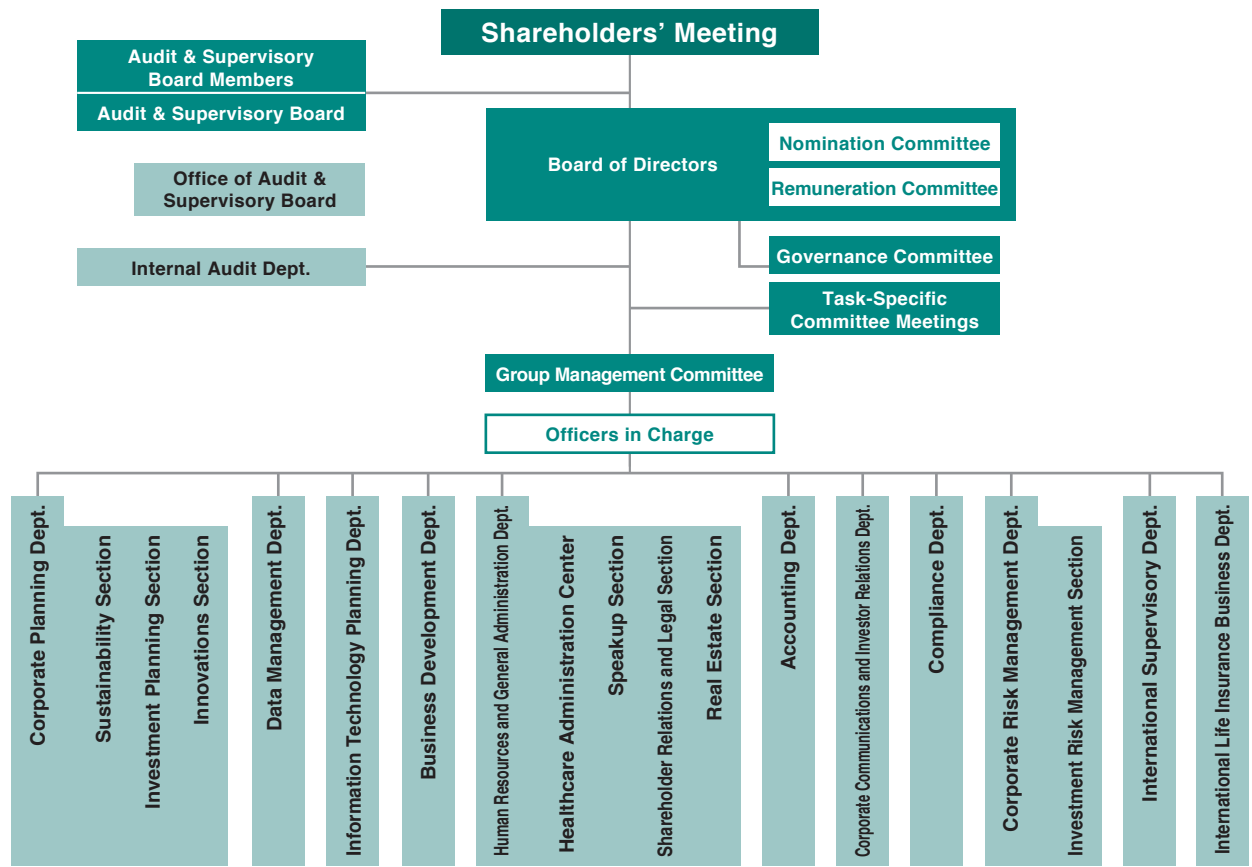 Shareholders’ Meeting
Audit & Supervisory
Board Members
Audit & Supervisory Board
Board of Directors
Nomination Committee
Remuneration Committee
Office of Audit &
Supervisory Board
Internal Audit Dept.
Governance Committee
Task-Specific
Committee Meetings
Group Management Committee
Officers in Charge
Corporate Planning Dept.
Sustainability Section
Investment Planning Section
Innovations Section
Data Management Dept.
Information Technology Planning Dept.
Business Development Dept.
Human Resources and General Administration Dept.
Healthcare Administration Center
Speakup Section
Shareholder Relations and Legal Section
Real Estate Section
Accounting Dept.
Corporate Communications and Investor Relations Dept.
Compliance Dept.
Corporate Risk Management Dept.
Investment Risk Management Section
International Supervisory Dept.
International Life Insurance Business Dept.